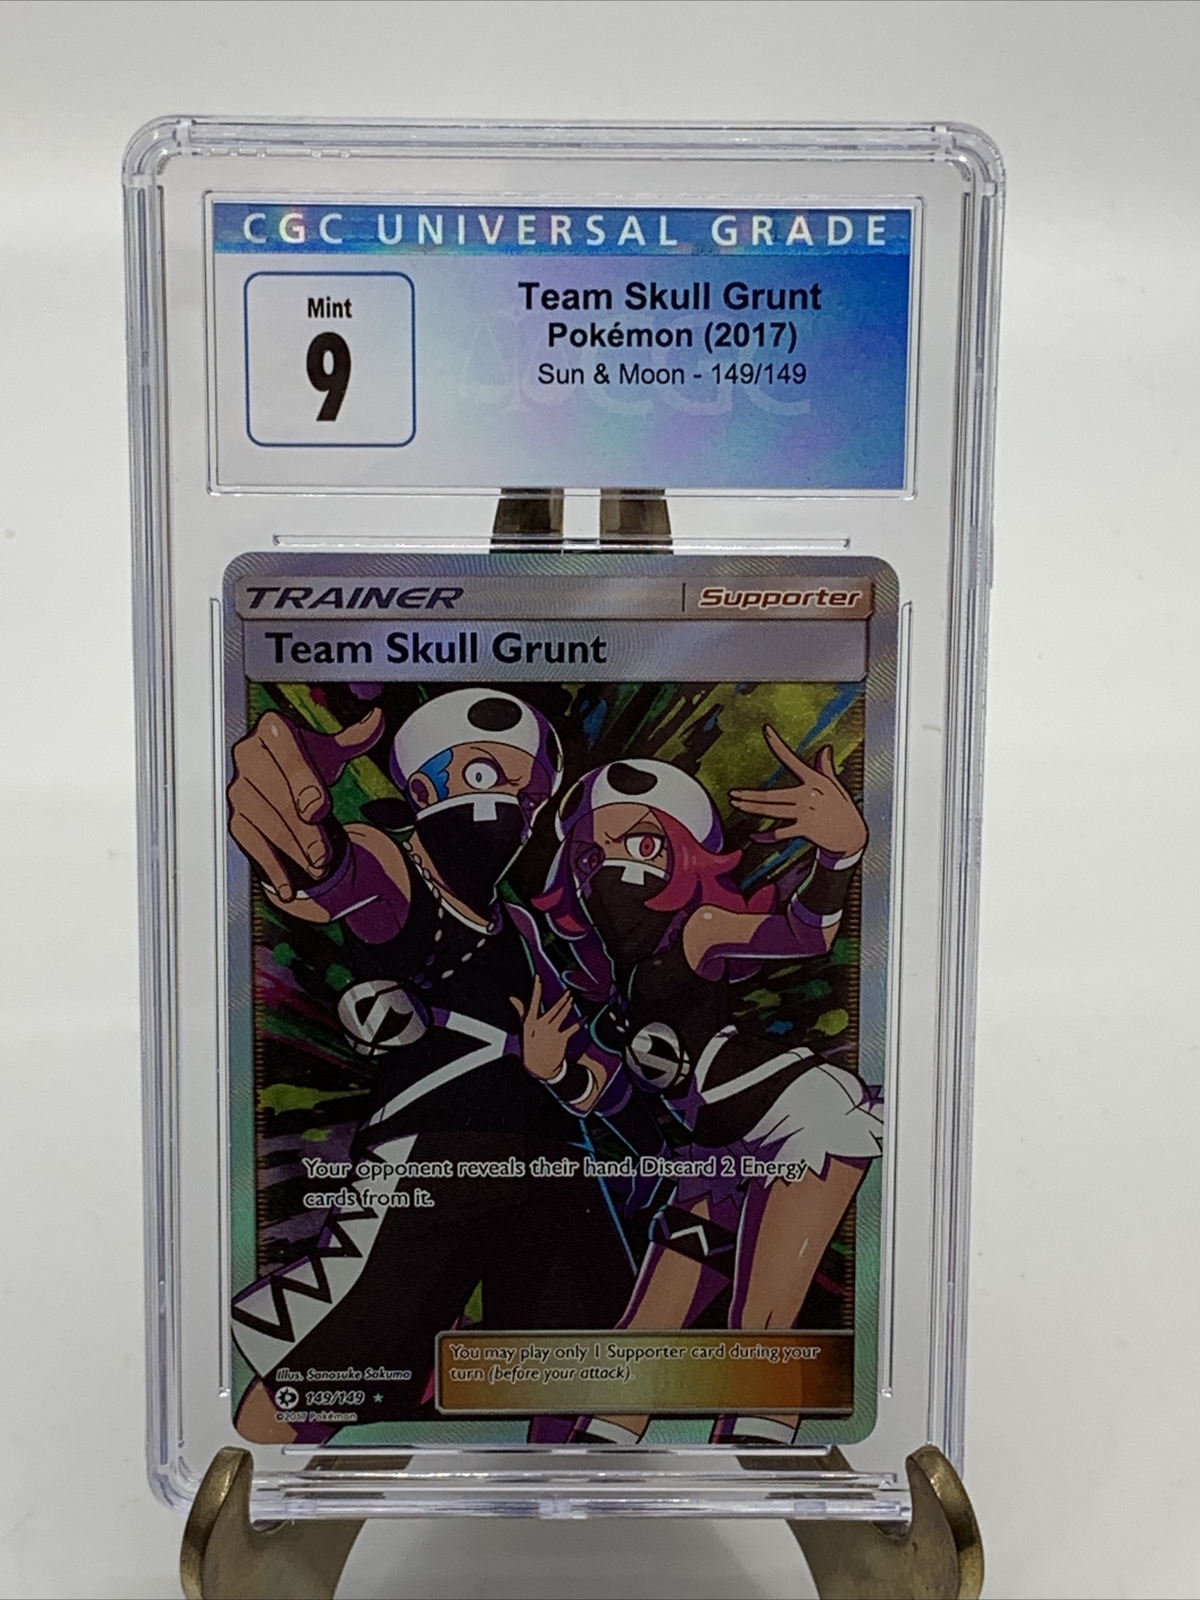 CGC UNIVERSAL GRADE
Mint
9
Team Skull Grunt
Pokémon (2017)
Sun & Moon - 149/149
CGC
TRAINER
Supporter
Team Skull Grunt
Your opponent reveals their hand. Discard 2 Energy
cards from it.
You may play only 1 Supporter card during your
turn (before your attack).
Illus. Sanosuke Sakuma
149/149
©2017 Pokémon